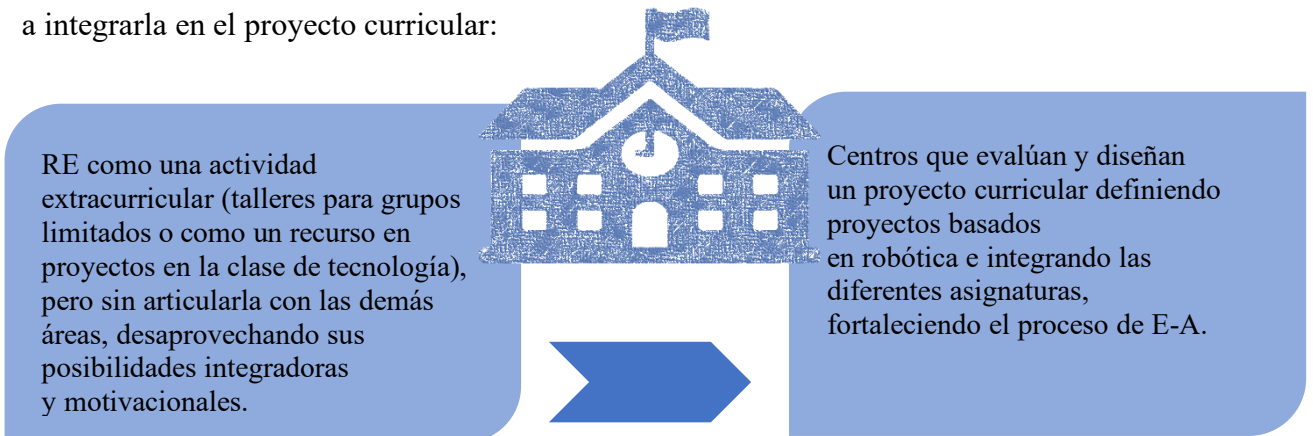 a integrarla en el proyecto curricular:
RE como una actividad
extracurricular (talleres para grupos
limitados o como un recurso en
proyectos en la clase de tecnología),
pero sin articularla con las demás
áreas, desaprovechando sus
posibilidades integradoras
y motivacionales.
Centros que evalúan y diseñan
un proyecto curricular definiendo
proyectos basados
en robótica e integrando las
diferentes asignaturas,
fortaleciendo el proceso de E-A.